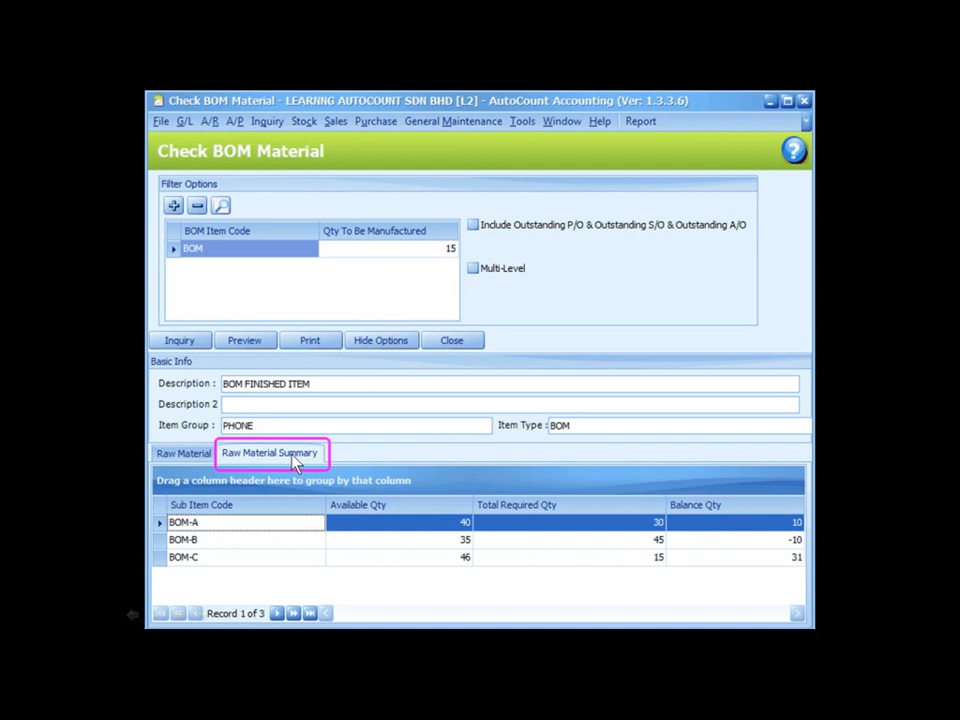 Check BOM Material - LEARNNG AUTOCOUNT SDN BHD [L2] - AutoCount Accounting (Ver: 1.3.3.6)
File G/L A/R A/P Inquiry Stock Sales Purchase General Maintenance Tools Window Help Report
Check BOM Material
Filter Options
BOM Item Code Qty To Be Manufactured
BOM 15
Include Outstanding P/O & Outstanding S/O & Outstanding A/O
Multi-Level
Inquiry Preview Print Hide Options Close
Basic Info
Description : BOM FINISHED ITEM
Description 2
Item Group : PHONE Item Type : BOM
Raw Material Raw Material Summary
Drag a column header here to group by that column
Sub Item Code Available Qty Total Required Qty Balance Qty
BOM-A 40 30 10
BOM-B 35 45 -10
BOM-C 46 15 31
Record 1 of 3